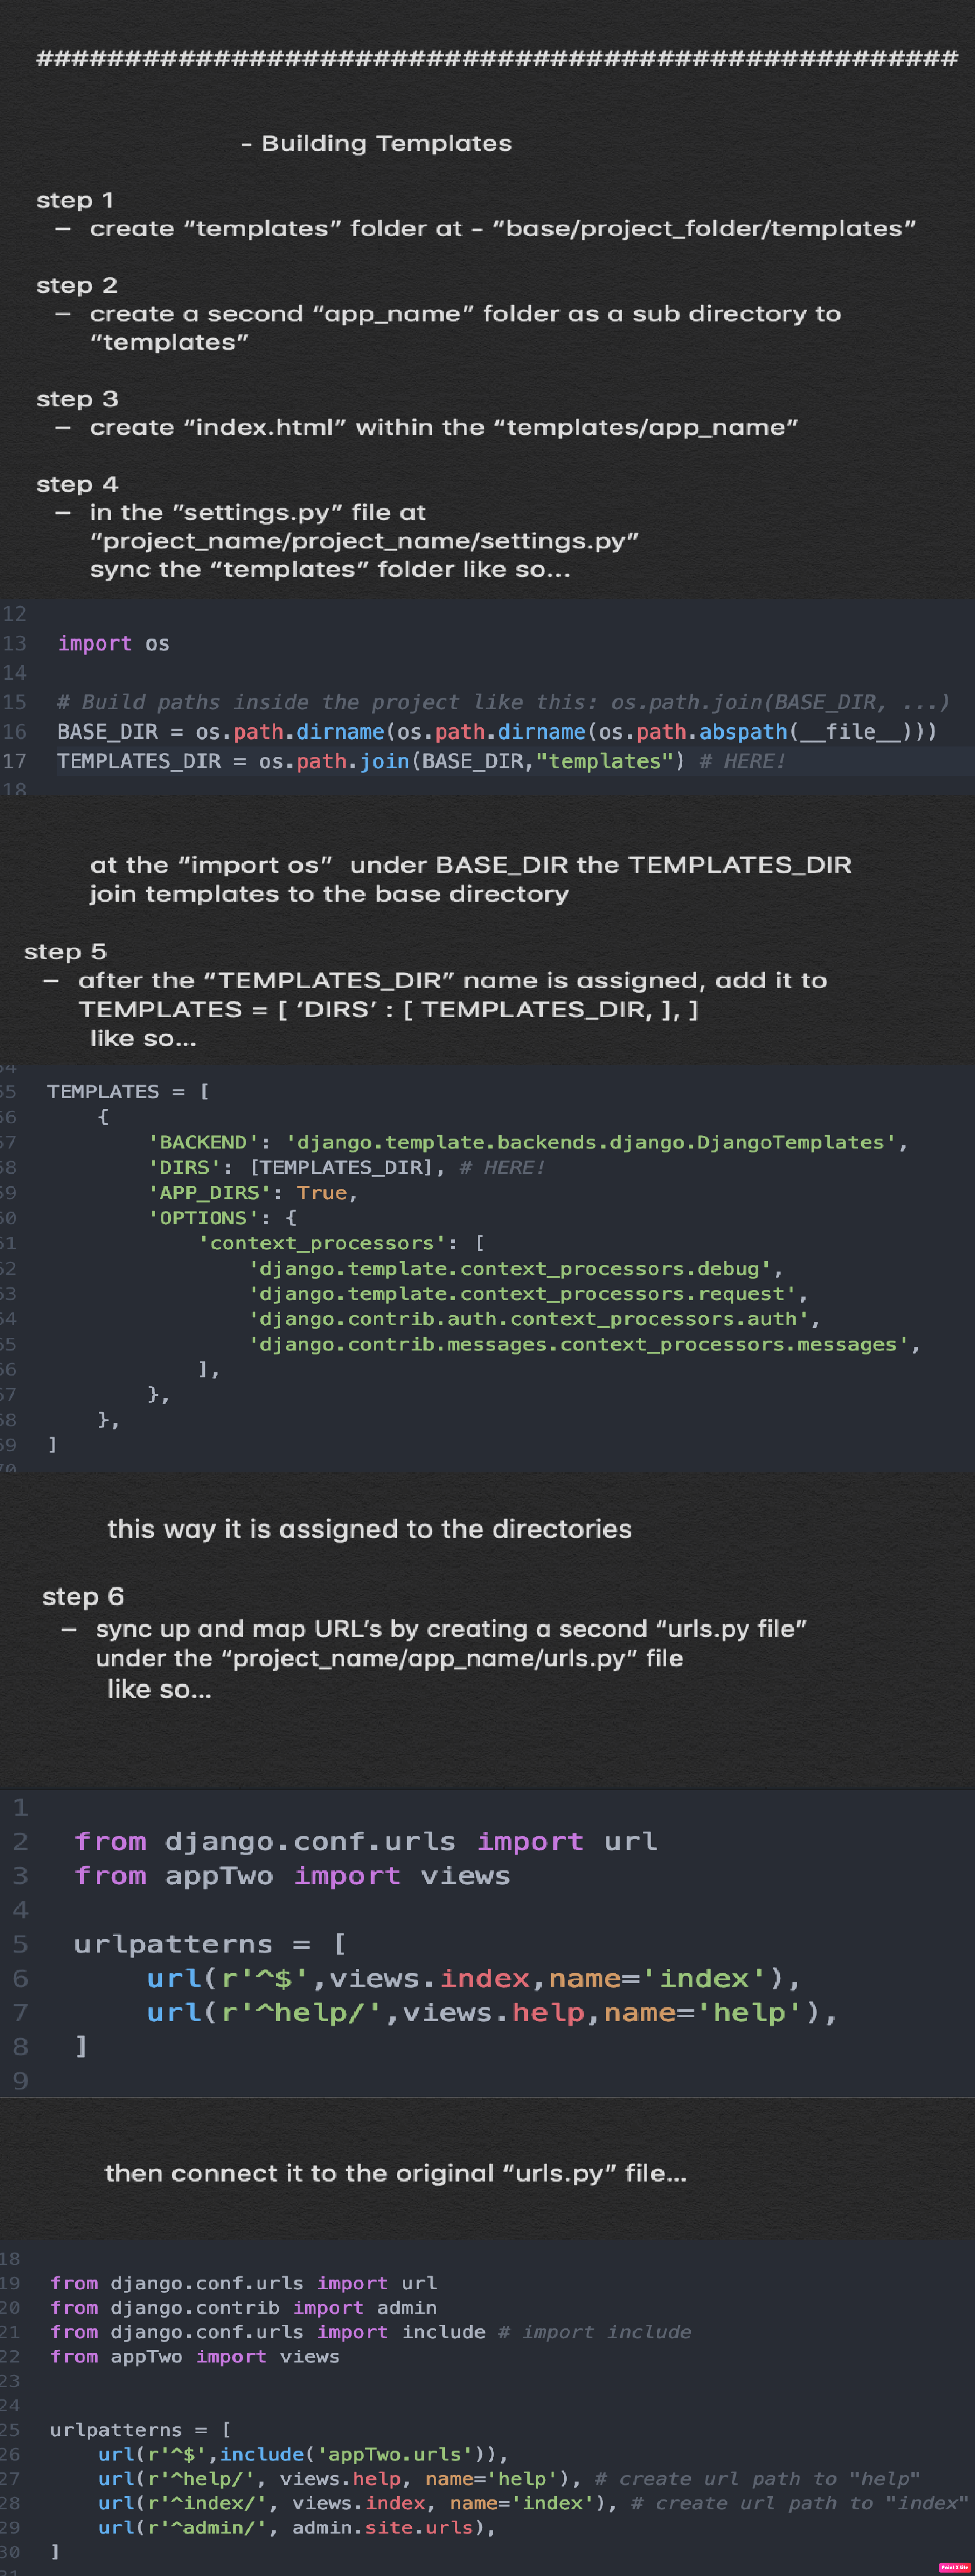 ####################################################
- Building Templates
step 1
– create “templates” folder at - “base/project_folder/templates”
step 2
– create a second “app_name” folder as a sub directory to
“templates”
step 3
– create “index.html” within the “templates/app_name”
step 4
– in the ”settings.py” file at
“project_name/project_name/settings.py”
sync the “templates” folder like so...
12
13 import os
14
15 # Build paths inside the project like this: os.path.join(BASE_DIR, ...)
16 BASE_DIR = os.path.dirname(os.path.dirname(os.path.abspath(__file__)))
17 TEMPLATES_DIR = os.path.join(BASE_DIR,"templates") # HERE!
18
at the “import os” under BASE_DIR the TEMPLATES_DIR
join templates to the base directory
step 5
– after the “TEMPLATES_DIR” name is assigned, add it to
TEMPLATES = [ ‘DIRS’ : [ TEMPLATES_DIR, ], ]
like so...
54
55 TEMPLATES = [
56 {
57 'BACKEND': 'django.template.backends.django.DjangoTemplates',
58 'DIRS': [TEMPLATES_DIR], # HERE!
59 'APP_DIRS': True,
60 'OPTIONS': {
61 'context_processors': [
62 'django.template.context_processors.debug',
63 'django.template.context_processors.request',
64 'django.contrib.auth.context_processors.auth',
65 'django.contrib.messages.context_processors.messages',
66 ],
67 },
68 },
69 ]
70
this way it is assigned to the directories
step 6
– sync up and map URL’s by creating a second “urls.py file”
under the “project_name/app_name/urls.py” file
like so...
1
2 from django.conf.urls import url
3 from appTwo import views
4
5 urlpatterns = [
6 url(r'^$',views.index,name='index'),
7 url(r'^help/',views.help,name='help'),
8 ]
9
then connect it to the original “urls.py” file...
18
19 from django.conf.urls import url
20 from django.contrib import admin
21 from django.conf.urls import include # import include
22 from appTwo import views
23
24
25 urlpatterns = [
26 url(r'^$',include('appTwo.urls')),
27 url(r'^help/', views.help, name='help'), # create url path to "help"
28 url(r'^index/', views.index, name='index'), # create url path to "index"
29 url(r'^admin/', admin.site.urls),
30 ]
31